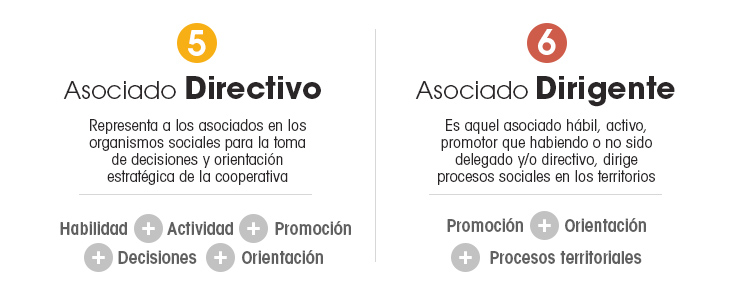 5
Asociado Directivo
Representa a los asociados en los
organismos sociales para la toma
de decisiones y orientación
estratégica de la cooperativa
Habilidad + Actividad + Promoción
+ Decisiones + Orientación
6
Asociado Dirigente
Es aquel asociado hábil, activo,
promotor que habiendo o no sido
delegado y/o directivo, dirige
procesos sociales en los territorios
Promoción + Orientación
+ Procesos territoriales